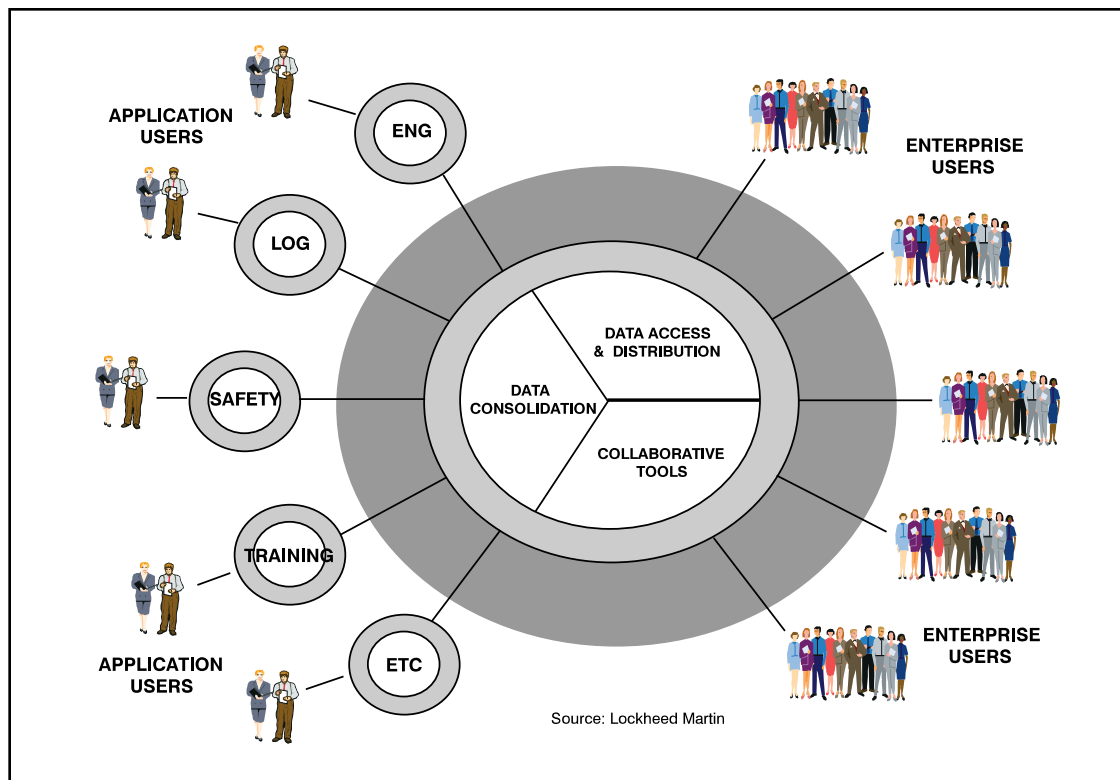 APPLICATION
USERS
ENG
LOG
SAFETY
TRAINING
ETC
APPLICATION
USERS
DATA ACCESS
& DISTRIBUTION
DATA
CONSOLIDATION
COLLABORATIVE
TOOLS
ENTERPRISE
USERS
ENTERPRISE
USERS
Source: Lockheed Martin